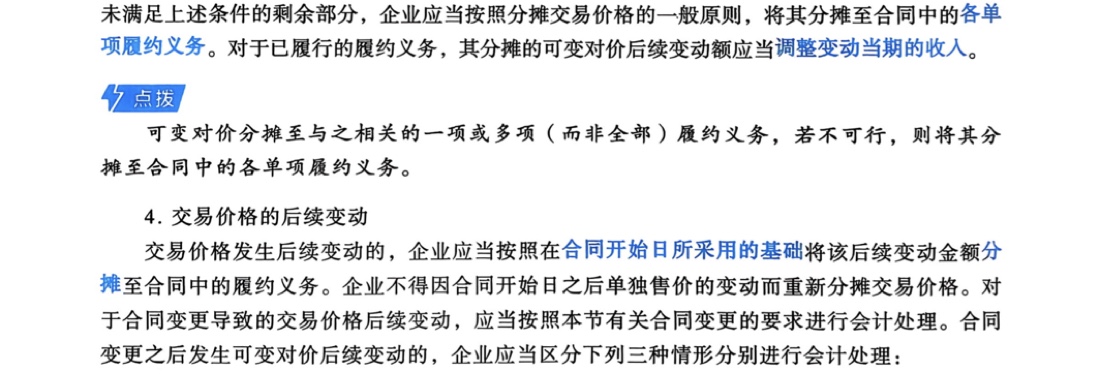 未满足上述条件的剩余部分，企业应当按照分摊交易价格的一般原则，将其分摊至合同中的各单
项履约义务。对于已履行的履约义务，其分摊的可变对价后续变动额应当调整变动当期的收入。
点拨
可变对价分摊至与之相关的一项或多项（而非全部）履约义务，若不可行，则将其分
摊至合同中的各单项履约义务。
4. 交易价格的后续变动
交易价格发生后续变动的，企业应当按照在合同开始日所采用的基础将该后续变动金额分
摊至合同中的履约义务。企业不得因合同开始日之后单独售价的变动而重新分摊交易价格。对
于合同变更导致的交易价格后续变动，应当按照本节有关合同变更的要求进行会计处理。合同
变更之后发生可变对价后续变动的，企业应当区分下列三种情形分别进行会计处理：